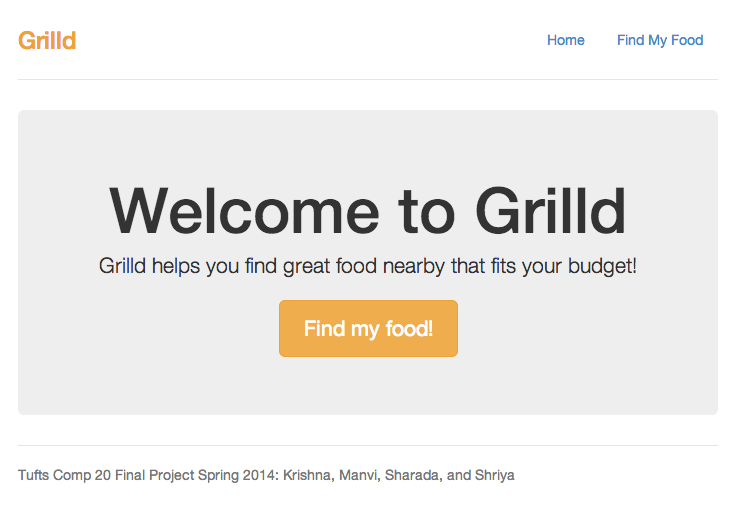 Grilld
Home
Find My Food
Welcome to Grilld
Grilld helps you find great food nearby that fits your budget!
Find my food!
Tufts Comp 20 Final Project Spring 2014: Krishna, Manvi, Sharada, and Shriya